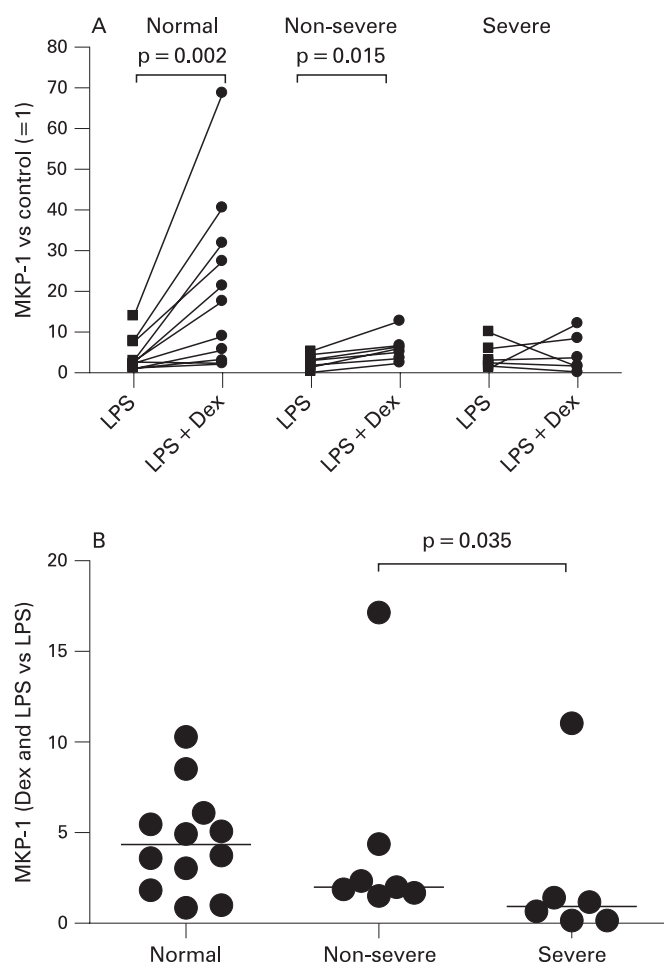 A
Normal
Non-severe
Severe
p = 0.002
p = 0.015
MKP-1 vs control (=1)
80
70
60
50
40
30
20
10
0
LPS
LPS + Dex
LPS
LPS + Dex
LPS
LPS + Dex
B
p = 0.035
MKP-1 (Dex and LPS vs LPS)
20
15
10
5
0
Normal
Non-severe
Severe